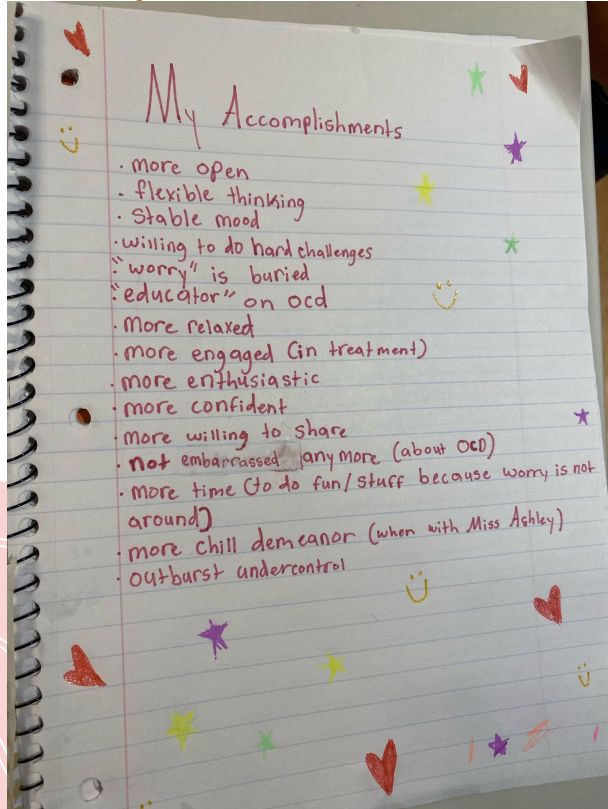 My Accomplishments
· more open
· flexible thinking
· Stable mood
· willing to do hard challenges
· "worry" is buried
· "educator" on ocd
· More relaxed
· more engaged (in treatment)
· more enthusiastic
· more confident
· more willing to share
· not embarrassed anymore (about OCD)
· more time (to do fun/stuff because worry is not
around)
· more chill demeanor (when with Miss Ashley)
· outburst undercontrol